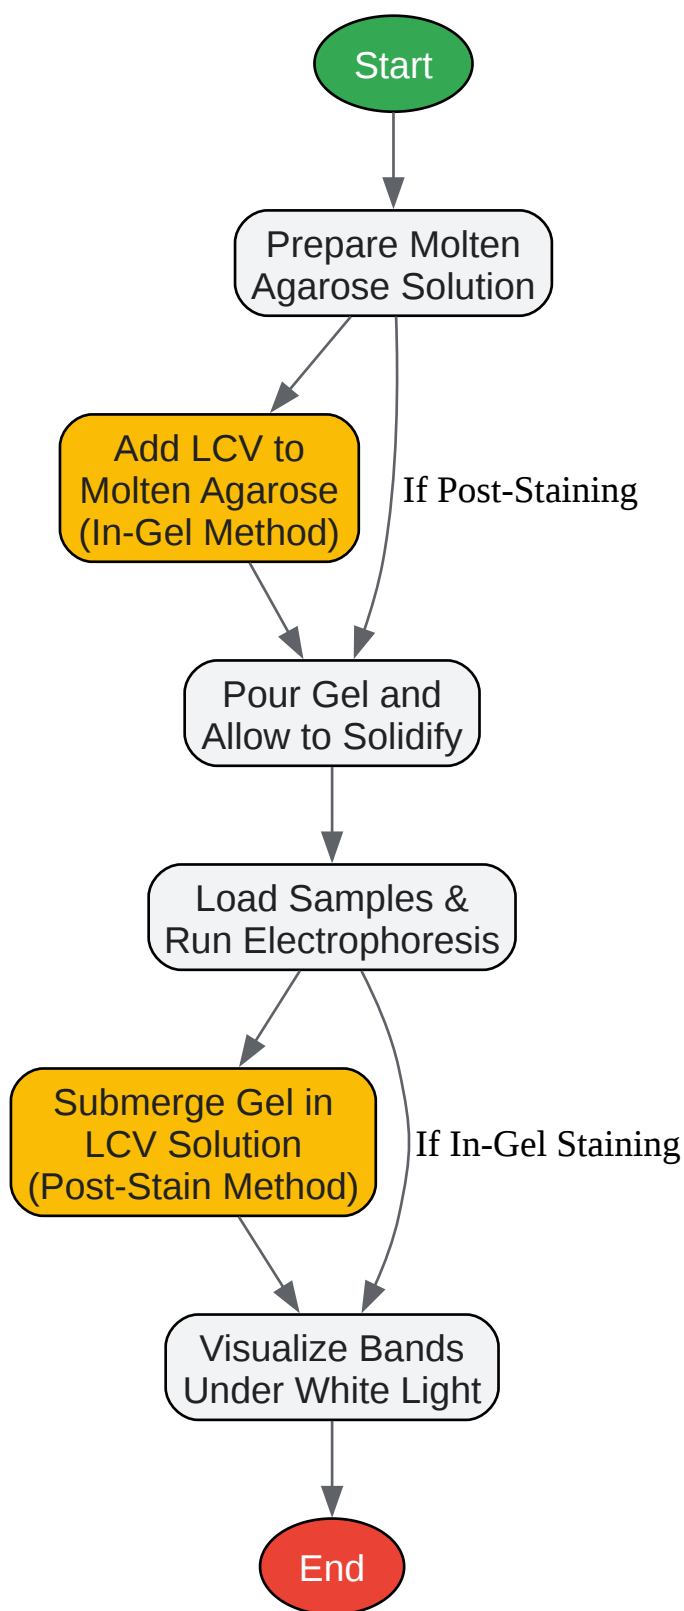 Start
Prepare Molten
Agarose Solution
Add LCV to
Molten Agarose
(In-Gel Method)
If Post-Staining
Pour Gel and
Allow to Solidify
Load Samples &
Run Electrophoresis
Submerge Gel in
LCV Solution
(Post-Stain Method)
If In-Gel Staining
Visualize Bands
Under White Light
End